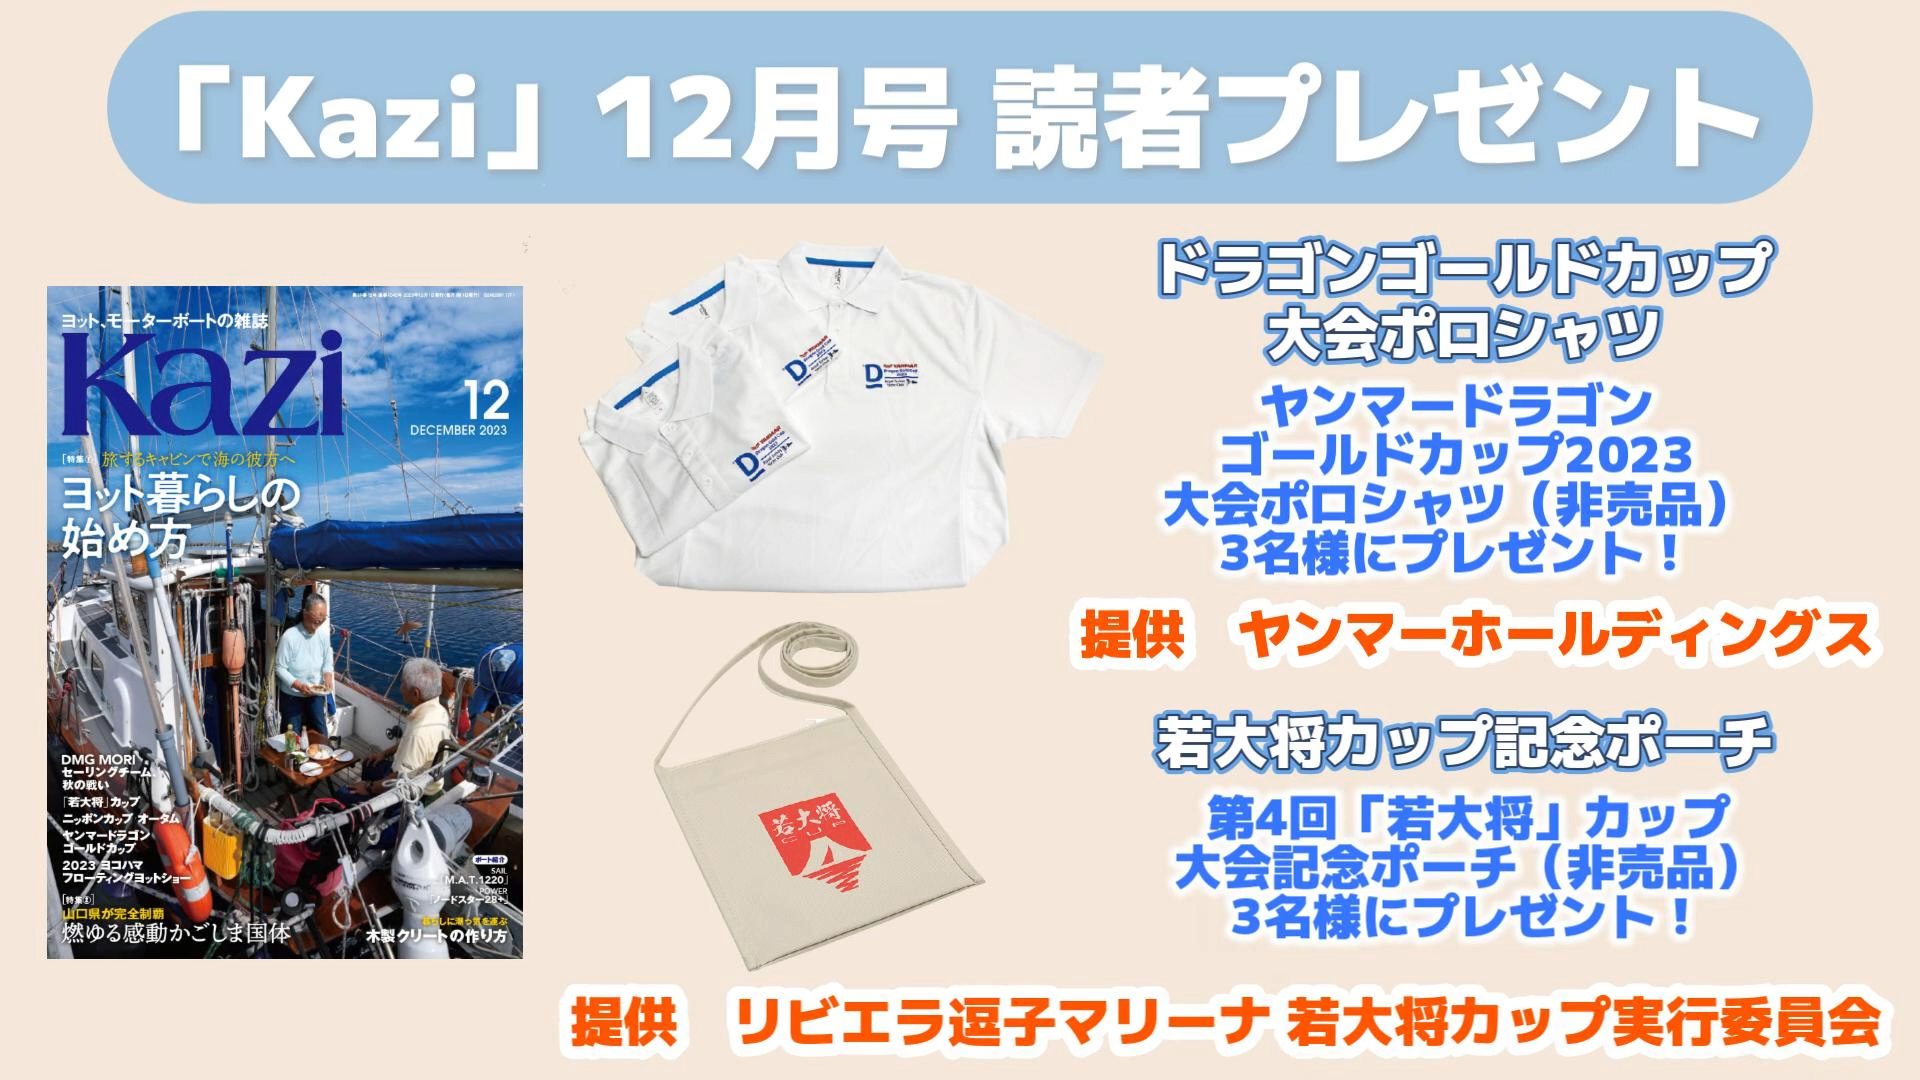 「Kazi」12月号 読者プレゼント
ヨット、モーターボートの雑誌
Kazi
12
DECEMBER 2023
[特集①] 旅するキャビンで海の彼方へ
ヨット暮らしの
始め方
DMG MORI
セーリングチーム、
秋の戦い
「若大将」カップ
ニッポンカップ オータム
ヤンマードラゴン
ゴールドカップ
2023 ヨコハマ
フローティングヨットショー
[特集②]
山口県が完全制覇
燃ゆる感動かごしま国体
ボート紹介
SAIL
「M.A.T.1220」
POWER
「ノードスター28+」
暮らしに潮っ気を運ぶ
木製クリートの作り方
D
若大将
CUP
ドラゴンゴールドカップ
大会ポロシャツ
ヤンマードラゴン
ゴールドカップ2023
大会ポロシャツ（非売品）
3名様にプレゼント！
提供　ヤンマーホールディングス
若大将カップ記念ポーチ
第4回「若大将」カップ
大会記念ポーチ（非売品）
3名様にプレゼント！
提供　リビエラ逗子マリーナ 若大将カップ実行委員会